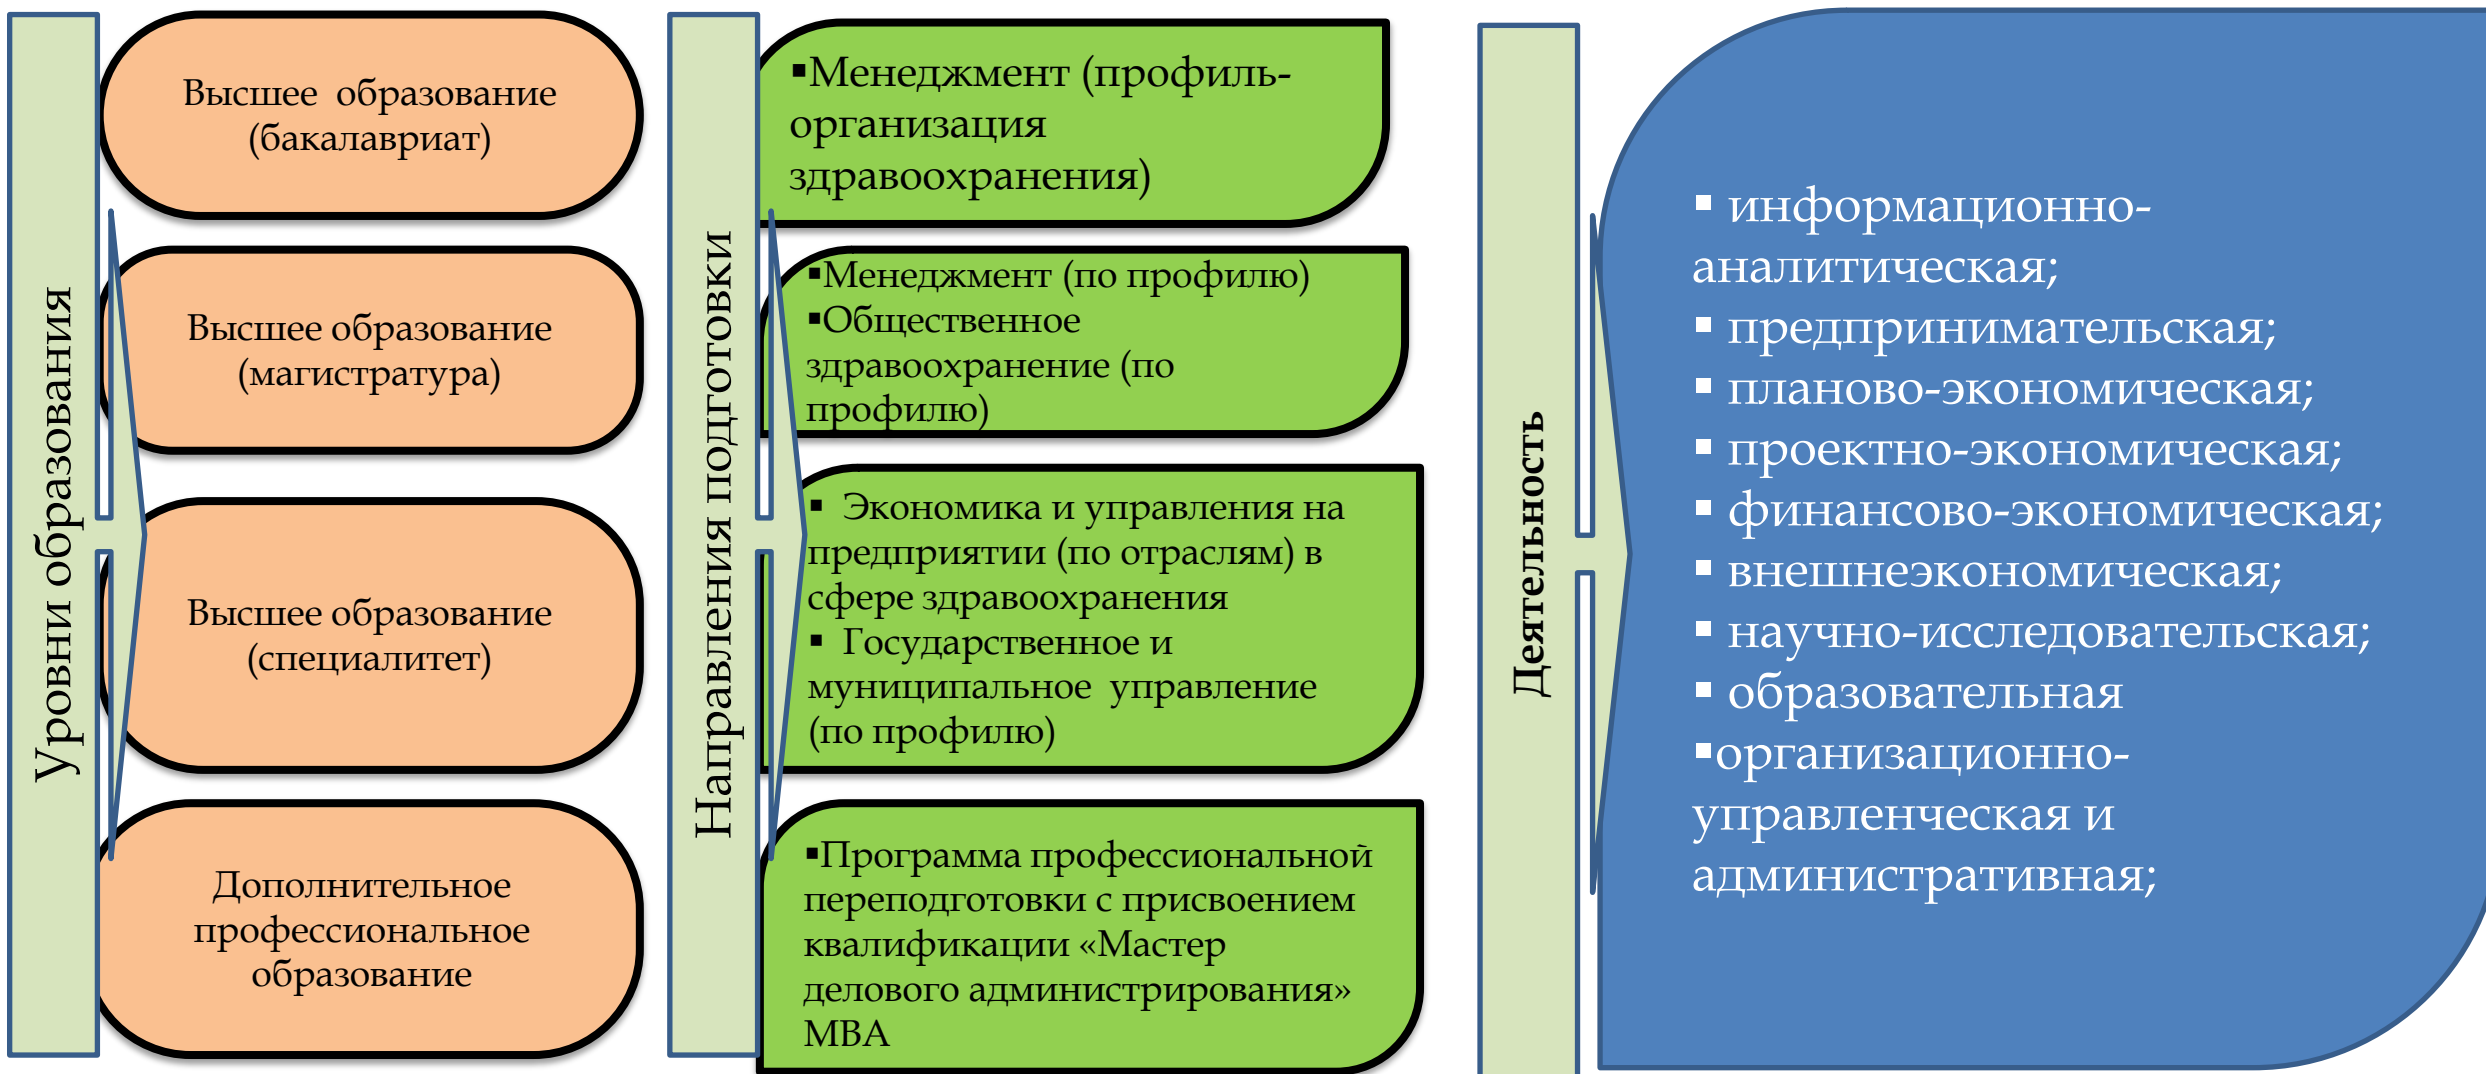 Уровни образования
Высшее образование
(бакалавриат)
Высшее образование
(магистратура)
Высшее образование
(специалитет)
Дополнительное
профессиональное
образование
Направления подготовки
▪Менеджмент (профиль-
организация
здравоохранения)
▪Менеджмент (по профилю)
▪Общественное
здравоохранение (по
профилю)
▪ Экономика и управления на
предприятии (по отраслям) в
сфере здравоохранения
▪ Государственное и
муниципальное управление
(по профилю)
▪Программа профессиональной
переподготовки с присвоением
квалификации «Мастер
делового администрирования»
МВА
Деятельность
▪ информационно-
аналитическая;
▪ предпринимательская;
▪ планово-экономическая;
▪ проектно-экономическая;
▪ финансово-экономическая;
▪ внешнеэкономическая;
▪ научно-исследовательская;
▪ образовательная
▪организационно-
управленческая и
административная;